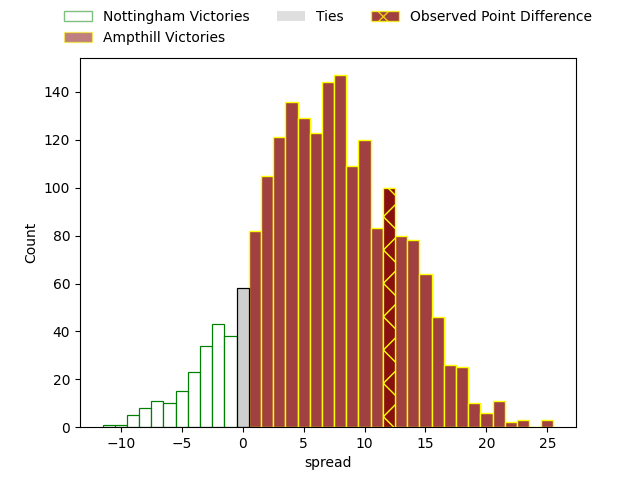 Nottingham Victories
Ties
Observed Point Difference
Ampthill Victories
140
120
100
80
60
40
20
0
Count
−10
−5
0
5
10
15
20
25
spread